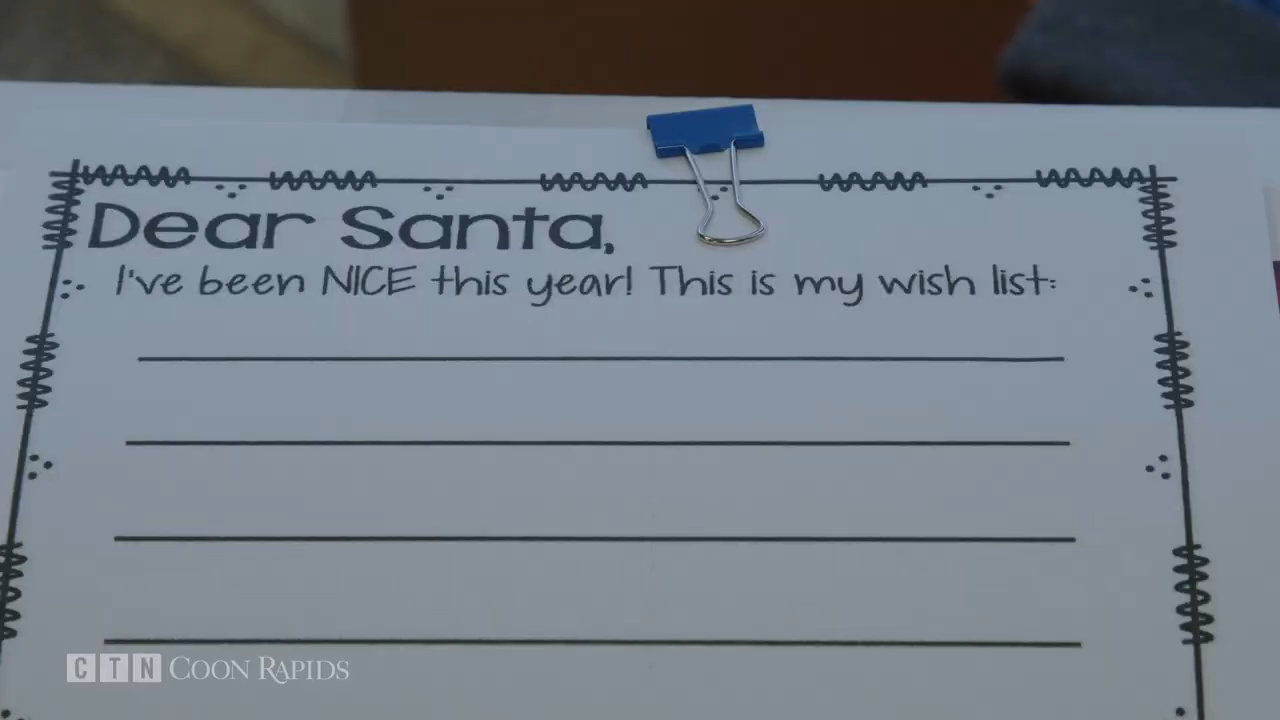 Dear Santa,
I've been NICE this year! This is my wish list:
CTN COON RAPIDS